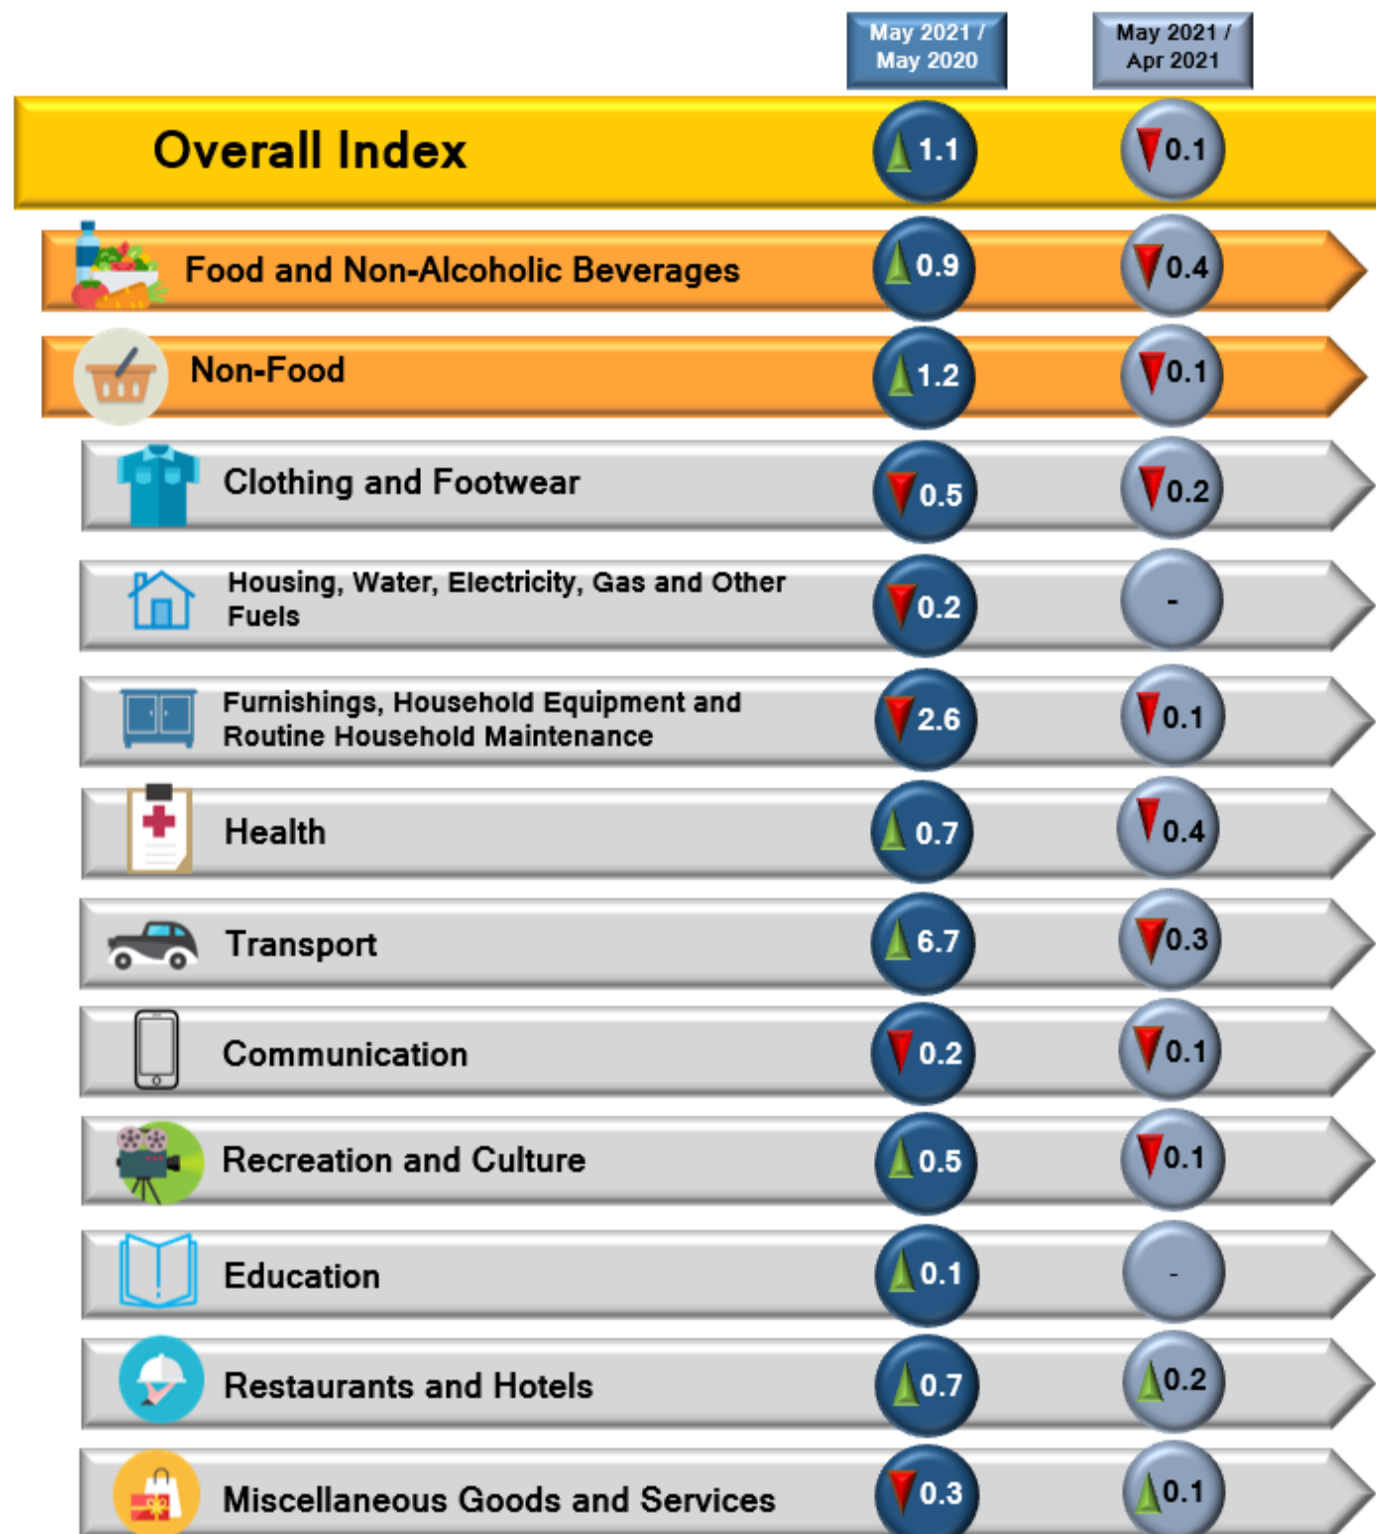 May 2021 /
May 2020
May 2021 /
Apr 2021
Overall Index 1.1 0.1
Food and Non-Alcoholic Beverages 0.9 0.4
Non-Food 1.2 0.1
Clothing and Footwear 0.5 0.2
Housing, Water, Electricity, Gas and Other
Fuels 0.2 -
Furnishings, Household Equipment and
Routine Household Maintenance 2.6 0.1
Health 0.7 0.4
Transport 6.7 0.3
Communication 0.2 0.1
Recreation and Culture 0.5 0.1
Education 0.1 -
Restaurants and Hotels 0.7 0.2
Miscellaneous Goods and Services 0.3 0.1